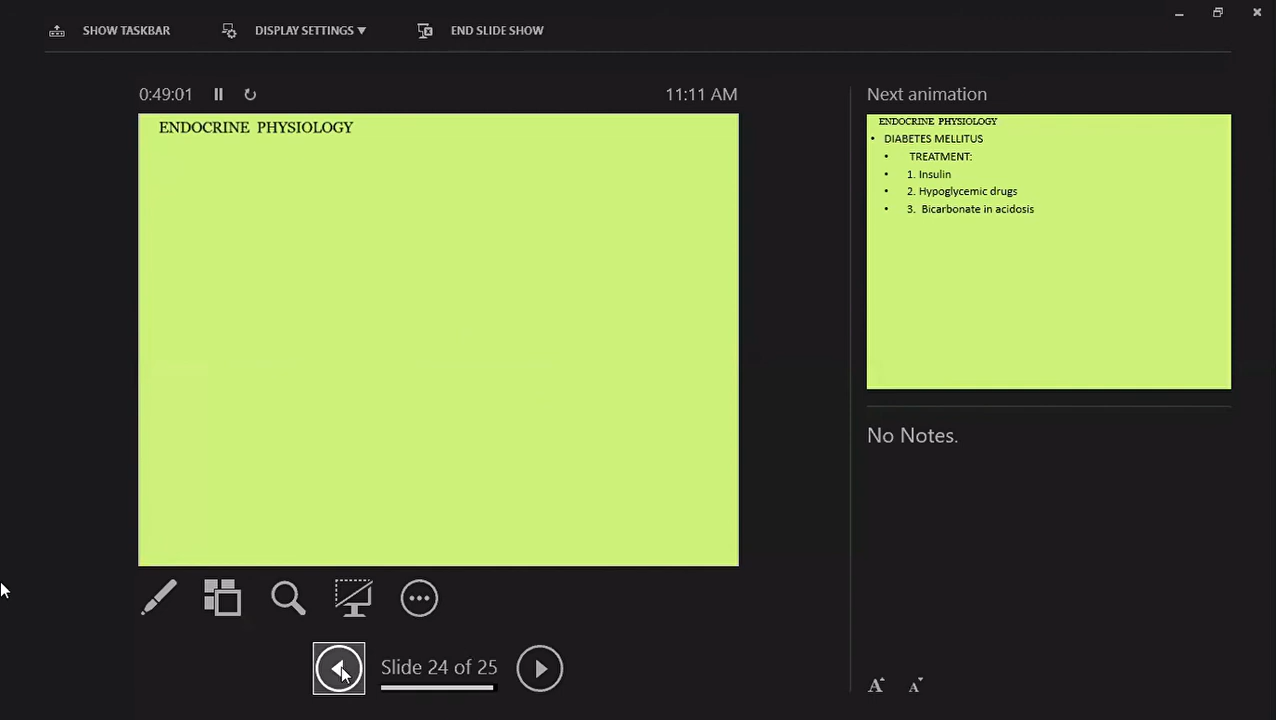 SHOW TASKBAR
DISPLAY SETTINGS ▼
END SLIDE SHOW
0:49:01
11:11 AM
ENDOCRINE PHYSIOLOGY
Slide 24 of 25
Next animation
ENDOCRINE PHYSIOLOGY
• DIABETES MELLITUS
• TREATMENT:
• 1. Insulin
• 2. Hypoglycemic drugs
• 3. Bicarbonate in acidosis
No Notes.
A A